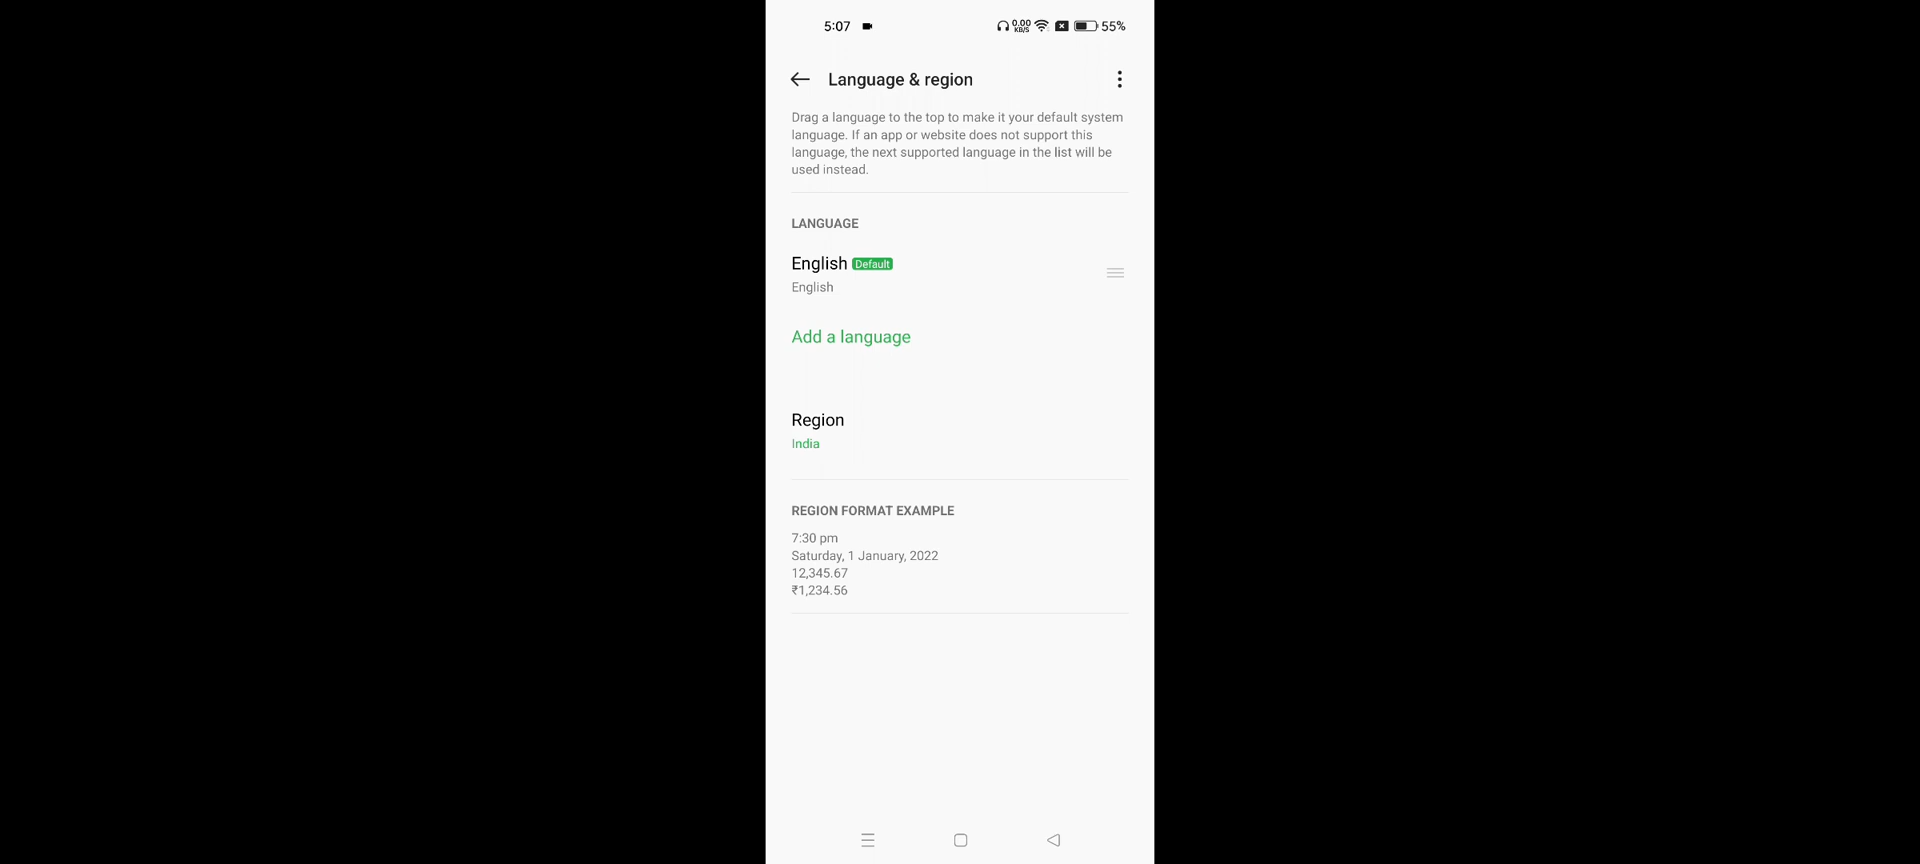 5:07 0.00 KB/S 55%
Language & region
Drag a language to the top to make it your default system
language. If an app or website does not support this
language, the next supported language in the list will be
used instead.
LANGUAGE
English Default
English
Add a language
Region
India
REGION FORMAT EXAMPLE
7:30 pm
Saturday, 1 January, 2022
12,345.67
₹1,234.56